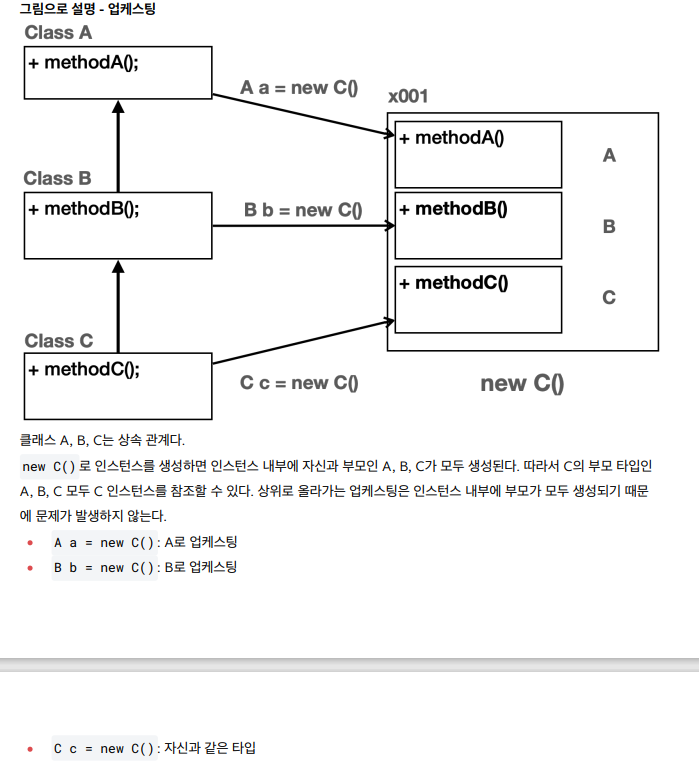 그림으로 설명 - 업케스팅
Class A
+ methodA();
A a = new C()
x001
+ methodA()
A
Class B
+ methodB();
B b = new C()
+ methodB()
B
+ methodC()
C
Class C
+ methodC();
C c = new C()
new C()
클래스 A, B, C는 상속 관계다.
new C()로 인스턴스를 생성하면 인스턴스 내부에 자신과 부모인 A, B, C가 모두 생성된다. 따라서 C의 부모 타입인
A, B, C 모두 C 인스턴스를 참조할 수 있다. 상위로 올라가는 업케스팅은 인스턴스 내부에 부모가 모두 생성되기 때문
에 문제가 발생하지 않는다.
• A a = new C(): A로 업케스팅
• B b = new C(): B로 업케스팅
• C c = new C(): 자신과 같은 타입